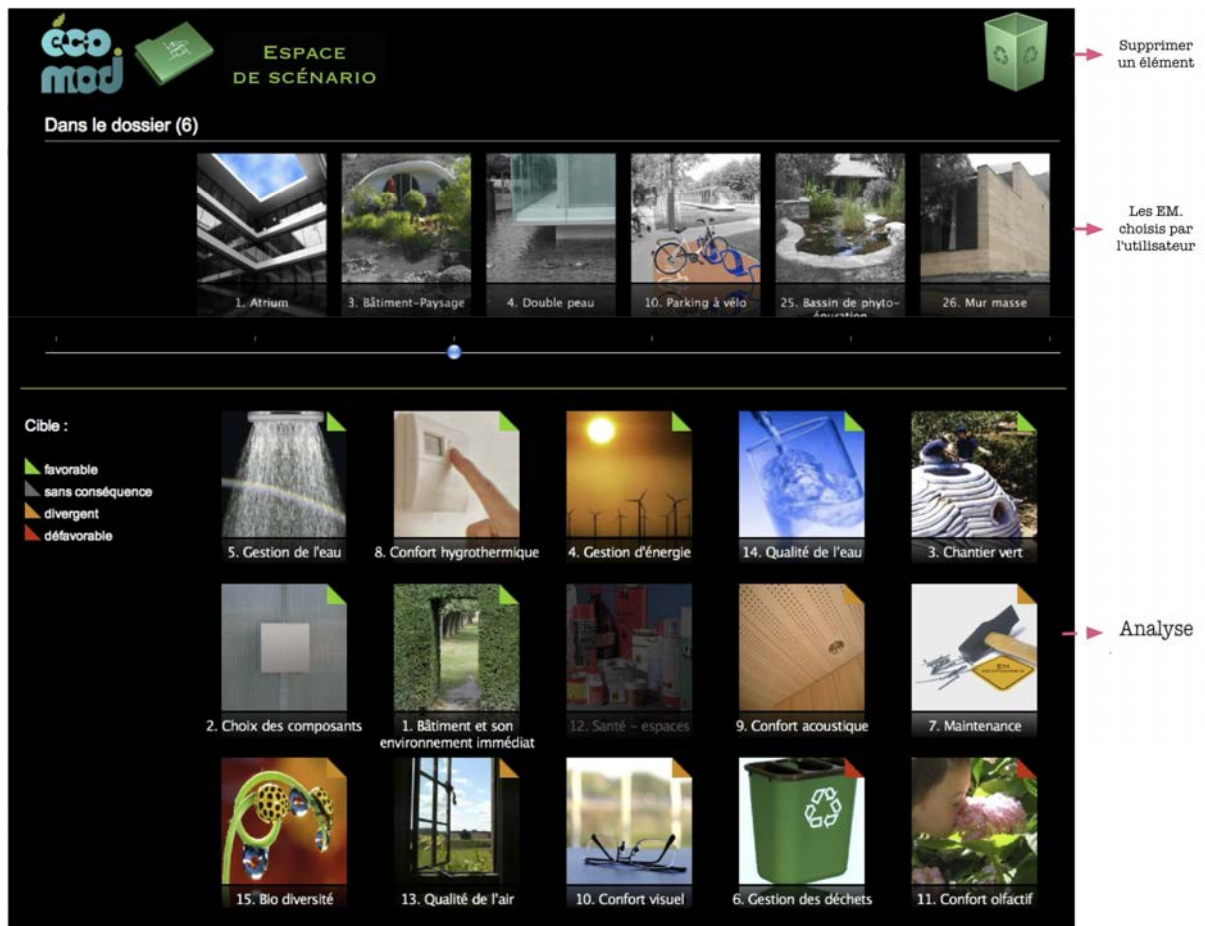 éco.
mod
ESPACE
DE SCÉNARIO
Supprimer
un élément
Dans le dossier (6)
1. Atrium
3. Bâtiment-Paysage
4. Double peau
10. Parking à vélo
25. Bassin de phyto-
épuration
26. Mur masse
Les EM.
choisis par
l'utilisateur
Cible :
favorable
sans conséquence
divergent
défavorable
5. Gestion de l'eau
8. Confort hygrothermique
4. Gestion d'énergie
14. Qualité de l'eau
3. Chantier vert
2. Choix des composants
1. Bâtiment et son
environnement immédiat
12. Santé – espaces
9. Confort acoustique
EN
7. Maintenance
Analyse
15. Bio diversité
13. Qualité de l'air
10. Confort visuel
6. Gestion des déchets
11. Confort olfactif